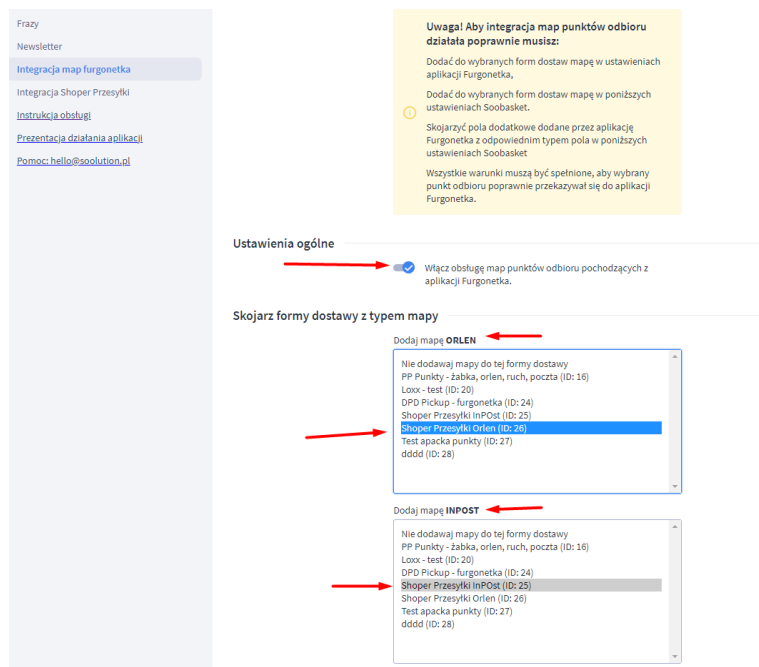 Frazy
Newsletter
Integracja map furgonetka
Integracja Shoper Przesyłki
Instrukcja obsługi
Prezentacja działania aplikacji
Pomoc: hello@soolution.pl
Uwaga! Aby integracja map punktów odbioru
działała poprawnie musisz:
Dodać do wybranych form dostaw mapę w ustawieniach
aplikacji Furgonetka,
Dodać do wybranych form dostaw mapę w poniższych
ustawieniach Soobasket.
Skojarzyć pola dodatkowe dodane przez aplikację
Furgonetka z odpowiednim typem pola w poniższych
ustawieniach Soobasket
Wszystkie warunki muszą być spełnione, aby wybrany
punkt odbioru poprawnie przekazywał się do aplikacji
Furgonetka.
Ustawienia ogólne
Włącz obsługę map punktów odbioru pochodzących z
aplikacji Furgonetka.
Skojarz formy dostawy z typem mapy
Dodaj mapę ORLEN
Nie dodawaj mapy do tej formy dostawy
PP Punkty - żabka, orlen, ruch, poczta (ID: 16)
Loxx - test (ID: 20)
DPD Pickup - furgonetka (ID: 24)
Shoper Przesyłki InPOst (ID: 25)
Shoper Przesyłki Orlen (ID: 26)
Test apacka punkty (ID: 27)
dddd (ID: 28)
Dodaj mapę INPOST
Nie dodawaj mapy do tej formy dostawy
PP Punkty - żabka, orlen, ruch, poczta (ID: 16)
Loxx - test (ID: 20)
DPD Pickup - furgonetka (ID: 24)
Shoper Przesyłki InPOst (ID: 25)
Shoper Przesyłki Orlen (ID: 26)
Test apacka punkty (ID: 27)
dddd (ID: 28)